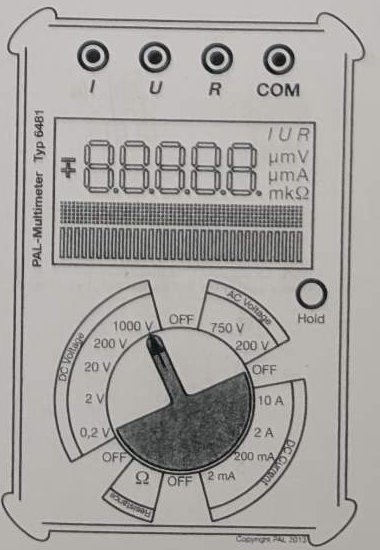 I U R COM
PAL-Multimeter Typ 6481
I U R
µmV
µmA
mkΩ
Hold
DC Voltage
1000 V
200 V
20 V
2 V
0,2 V
OFF
AC Voltage
750 V
200 V
OFF
DC Current
10 A
2 A
200 mA
2 mA
OFF
Resistance
Ω
OFF
Copyright PAL 2013